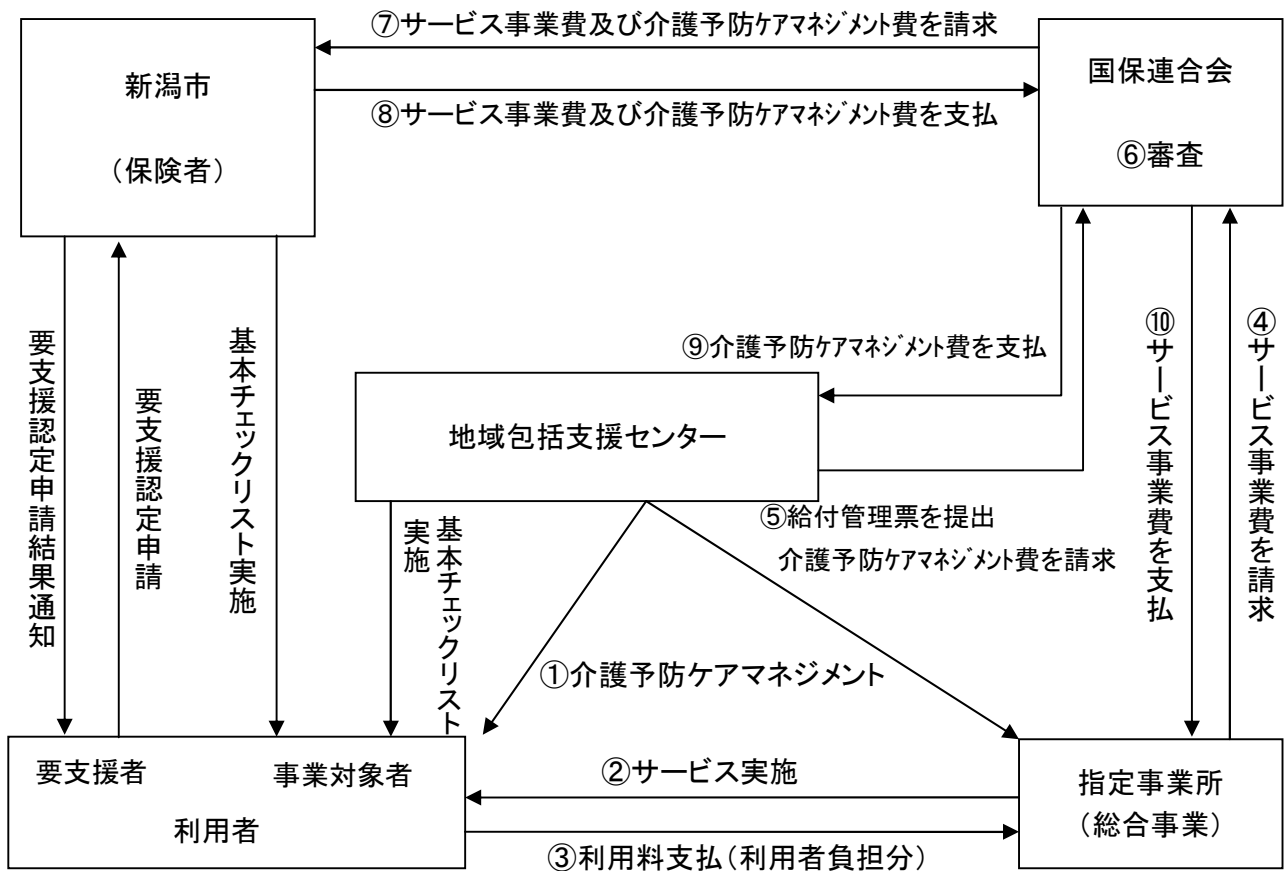 ⑦サービス事業費及び介護予防ケアマネジメント費を請求
新潟市
（保険者）
国保連合会
⑥審査
⑧サービス事業費及び介護予防ケアマネジメント費を支払
要支援認定申請結果通知
要支援認定申請
基本チェックリスト実施
⑨介護予防ケアマネジメント費を支払
⑩サービス事業費を支払
④サービス事業費を請求
地域包括支援センター
基本チェックリスト
実施
⑤給付管理票を提出
介護予防ケアマネジメント費を請求
①介護予防ケアマネジメント
要支援者
事業対象者
利用者
②サービス実施
③利用料支払（利用者負担分）
指定事業所
（総合事業）